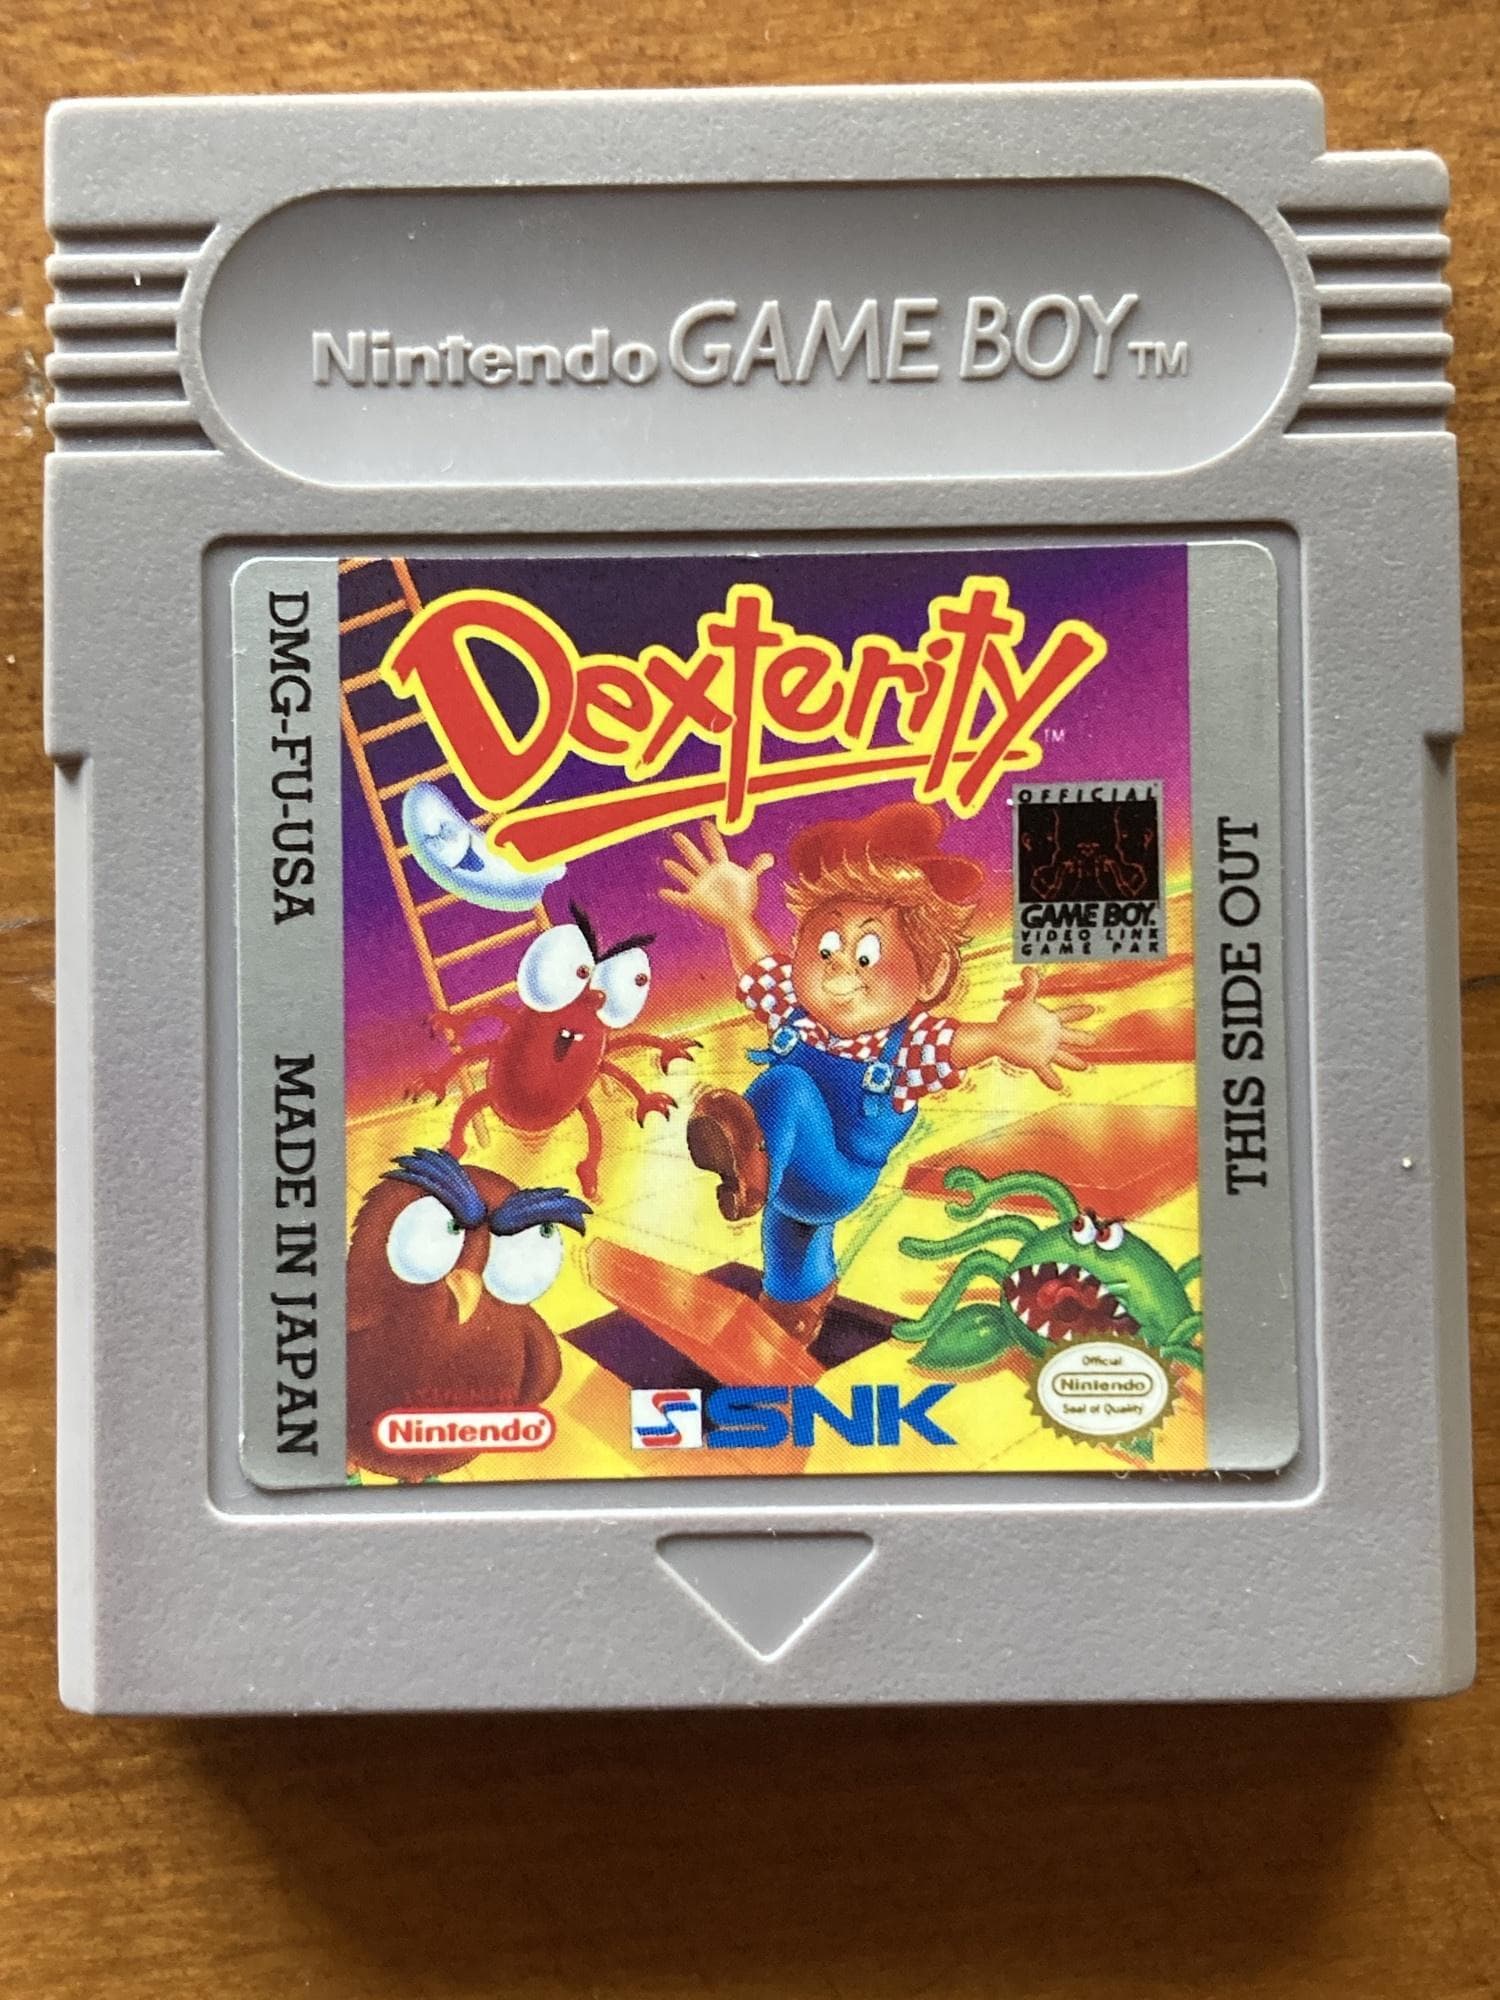 Nintendo GAME BOY™
DMG-FU-USA
MADE IN JAPAN
Dexterity™
OFFICIAL
GAME BOY.
VIDEO LINK
GAME PAK
THIS SIDE OUT
Nintendo®
SNK
Official
Nintendo
Seal of Quality